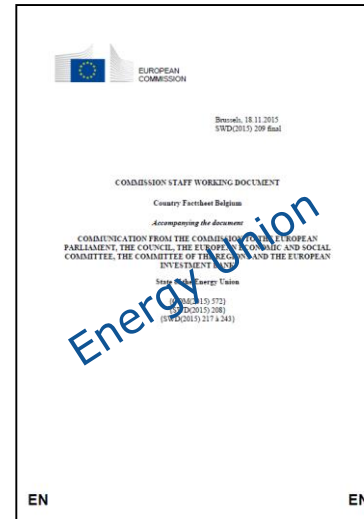 EUROPEAN
COMMISSION
Brussels, 18.11.2015
SWD(2015) 209 final
COMMISSION STAFF WORKING DOCUMENT
Country Factsheet Belgium
Accompanying the document
COMMUNICATION FROM THE COMMISSION TO THE EUROPEAN
PARLIAMENT, THE COUNCIL, THE EUROPEAN ECONOMIC AND SOCIAL
COMMITTEE, THE COMMITTEE OF THE REGIONS AND THE EUROPEAN
INVESTMENT BANK
State of the Energy Union
{COM(2015) 572}
{SWD(2015) 208}
{SWD(2015) 217 à 243}
Energy Union
EN
EN